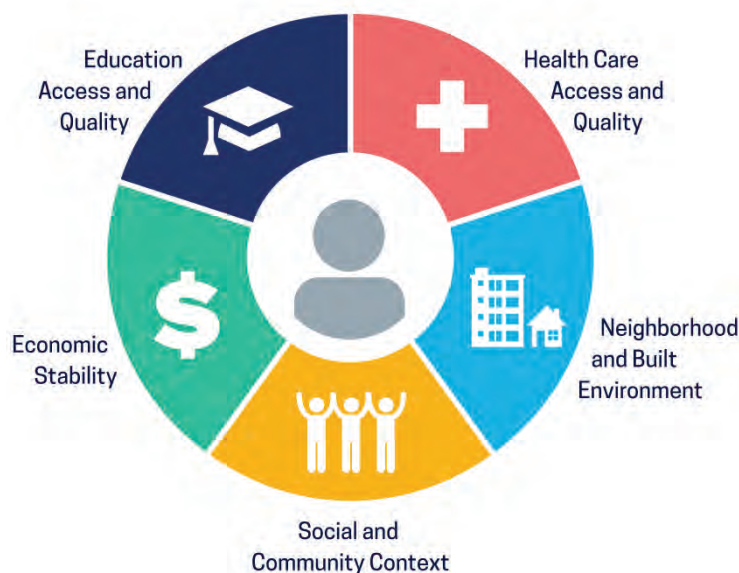 Education
Access and
Quality
Health Care
Access and
Quality
Economic
Stability
Neighborhood
and Built
Environment
Social and
Community Context